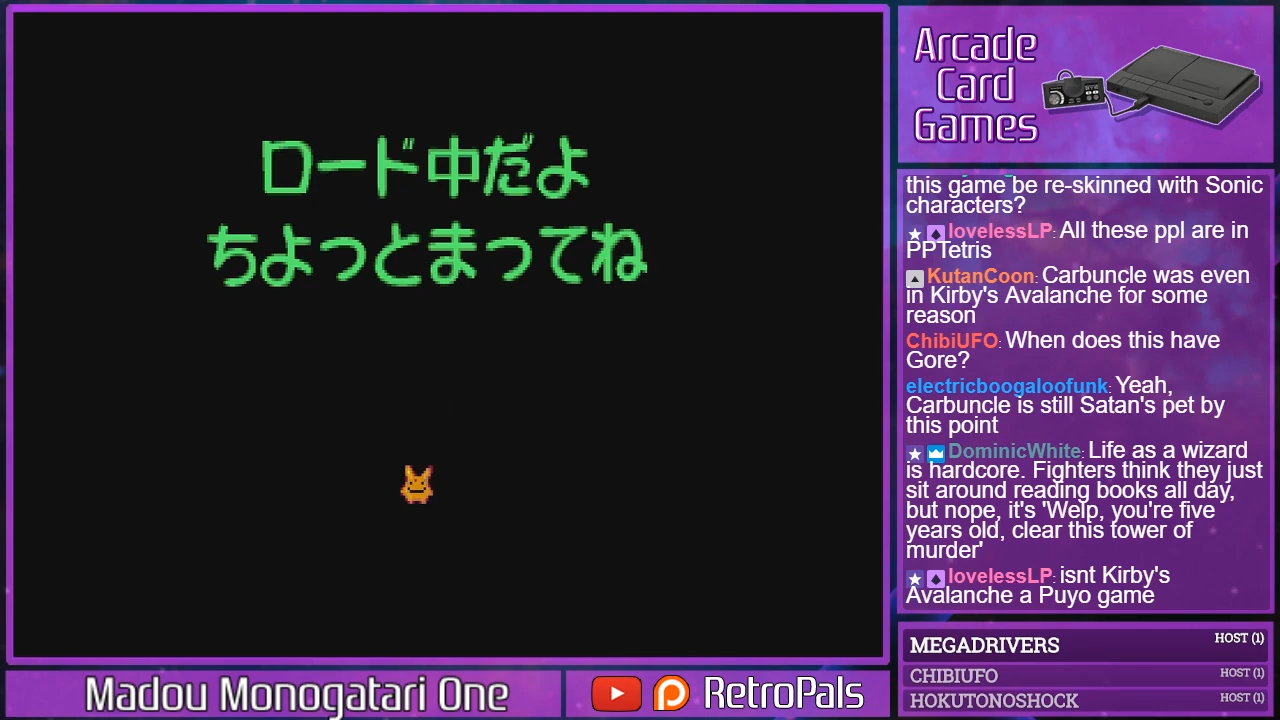 ロード中だよ
ちょっとまってね
Arcade
Card
Games
this game be re-skinned with Sonic
characters?
lovelessLP: All these ppl are in
PPTetris
KutanCoon: Carbuncle was even
in Kirby's Avalanche for some
reason
ChibiUFO: When does this have
Gore?
electricboogaloofunk: Yeah,
Carbuncle is still Satan's pet by
this point
DominicWhite: Life as a wizard
is hardcore. Fighters think they just
sit around reading books all day,
but nope, it's 'Welp, you're five
years old, clear this tower of
murder'
lovelessLP: isnt Kirby's
Avalanche a Puyo game
MEGADRIVERS HOST (1)
CHIBIUFO HOST (1)
HOKUTONOSHOCK HOST (1)
Madou Monogatari One
RetroPals